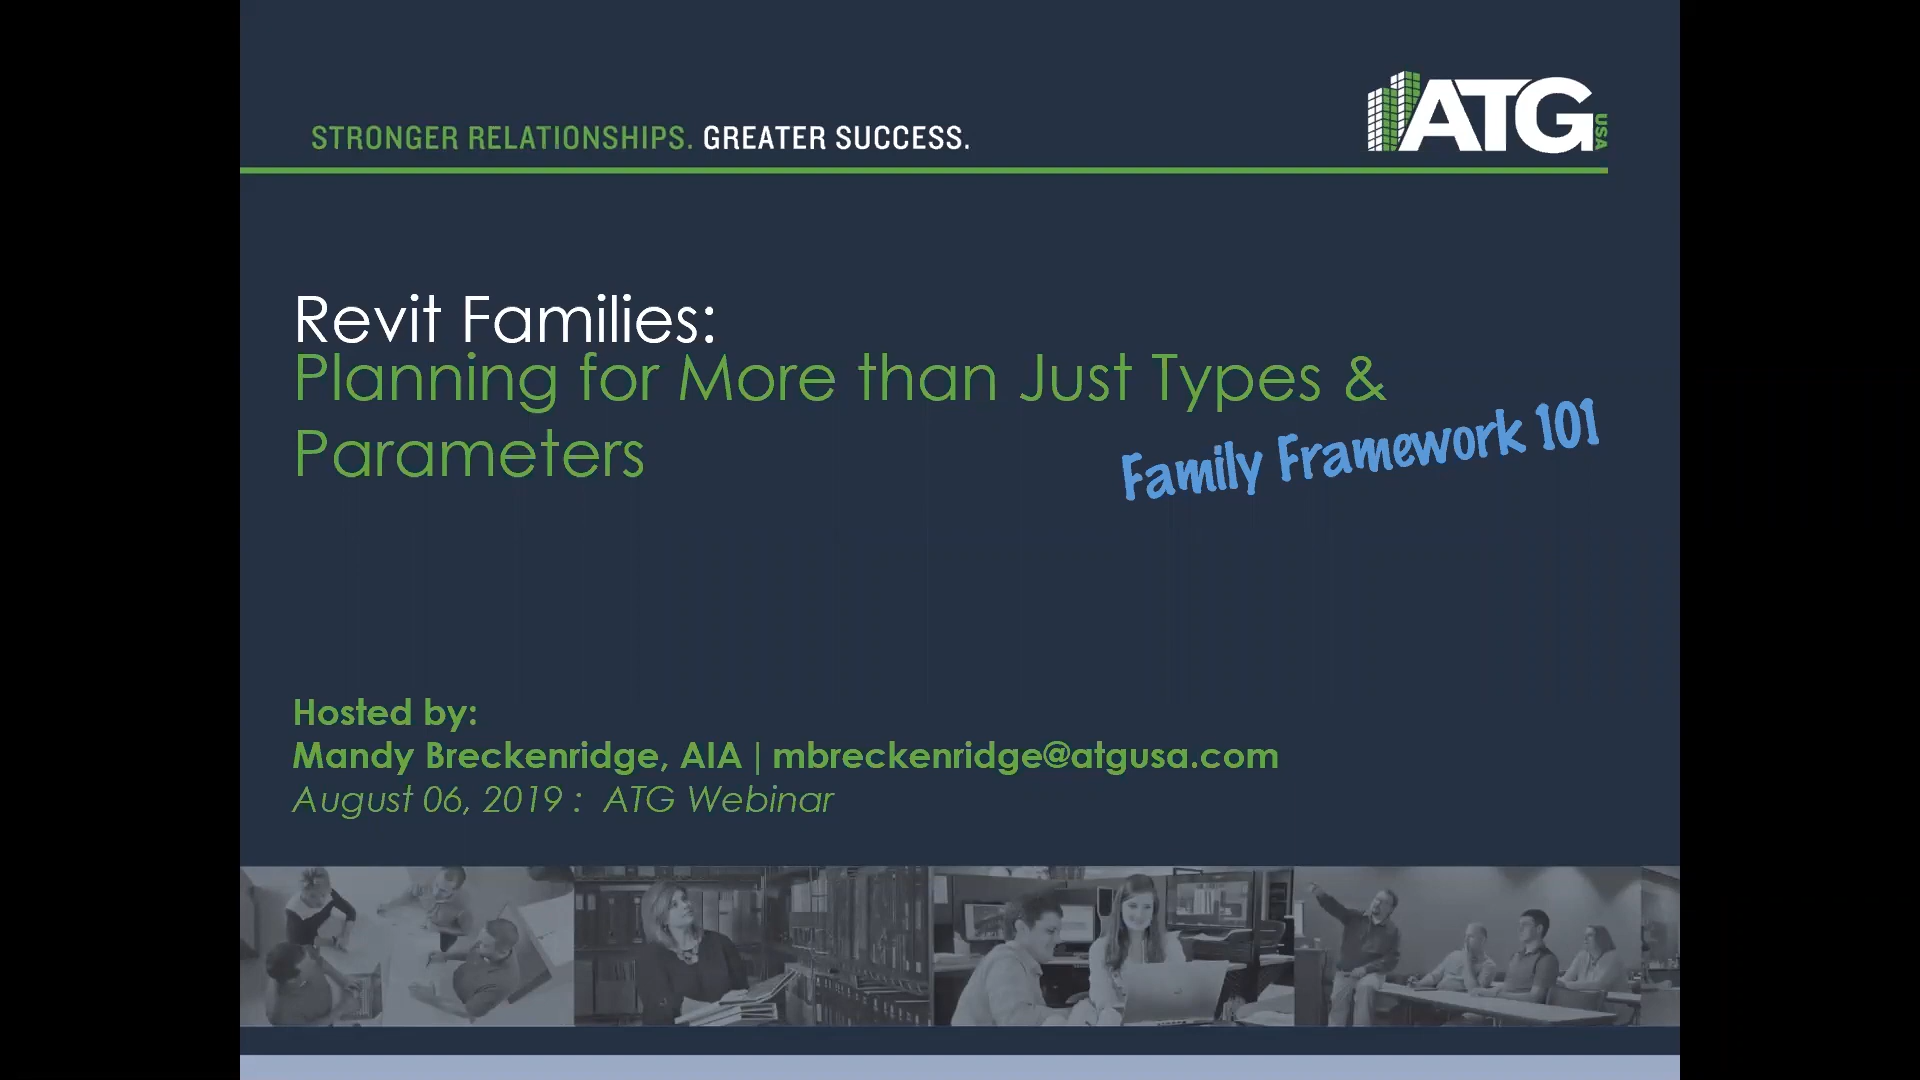 STRONGER RELATIONSHIPS. GREATER SUCCESS.
ATG USA
Revit Families:
Planning for More than Just Types &
Parameters
Family Framework 101
Hosted by:
Mandy Breckenridge, AIA | mbreckenridge@atgusa.com
August 06, 2019 : ATG Webinar